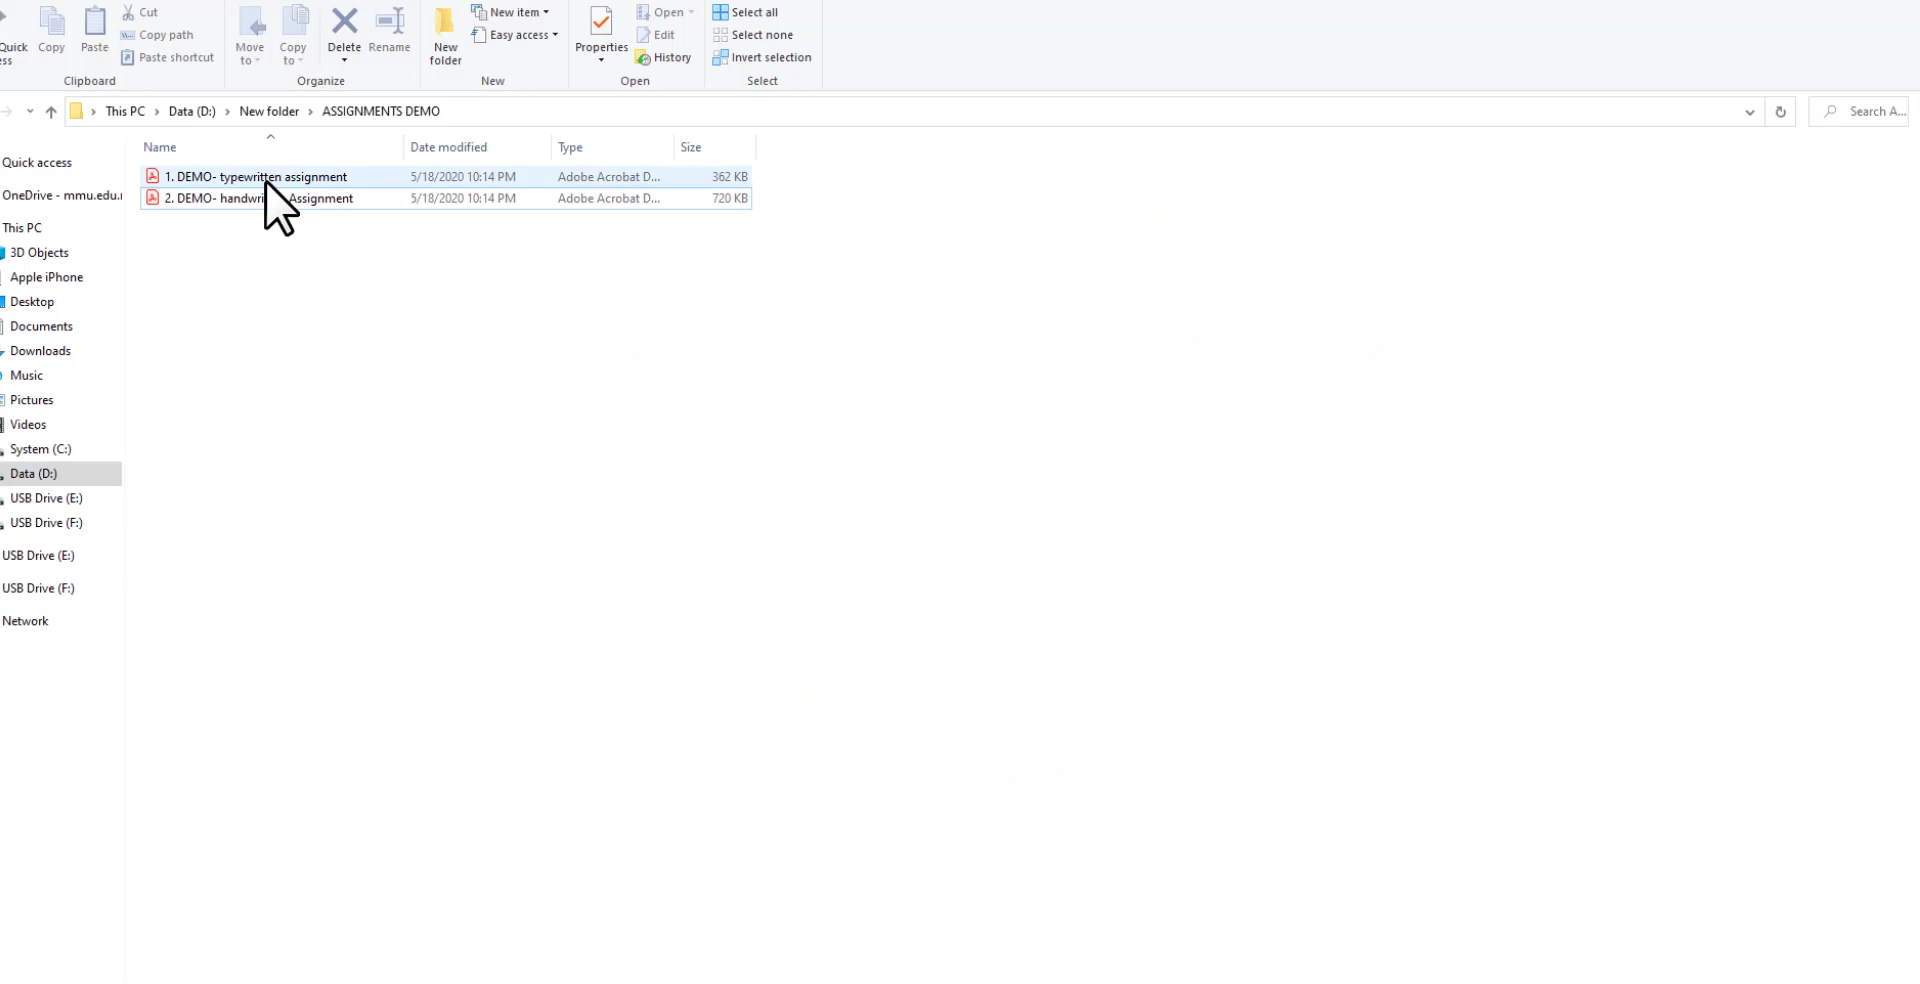 Cut
Copy path
Paste shortcut
Quick
ess
Copy
Paste
Clipboard
Move
to
Copy
to
Delete
Rename
Organize
New
folder
New item
Easy access
New
Properties
Open
Edit
History
Open
Select all
Select none
Invert selection
Select
This PC > Data (D:) > New folder > ASSIGNMENTS DEMO
Search A...
Name Date modified Type Size
1. DEMO- typewritten assignment 5/18/2020 10:14 PM Adobe Acrobat D... 362 KB
2. DEMO- handwri Assignment 5/18/2020 10:14 PM Adobe Acrobat D... 720 KB
Quick access
OneDrive - mmu.edu.
This PC
3D Objects
Apple iPhone
Desktop
Documents
Downloads
Music
Pictures
Videos
System (C:)
Data (D:)
USB Drive (E:)
USB Drive (F:)
USB Drive (E:)
USB Drive (F:)
Network